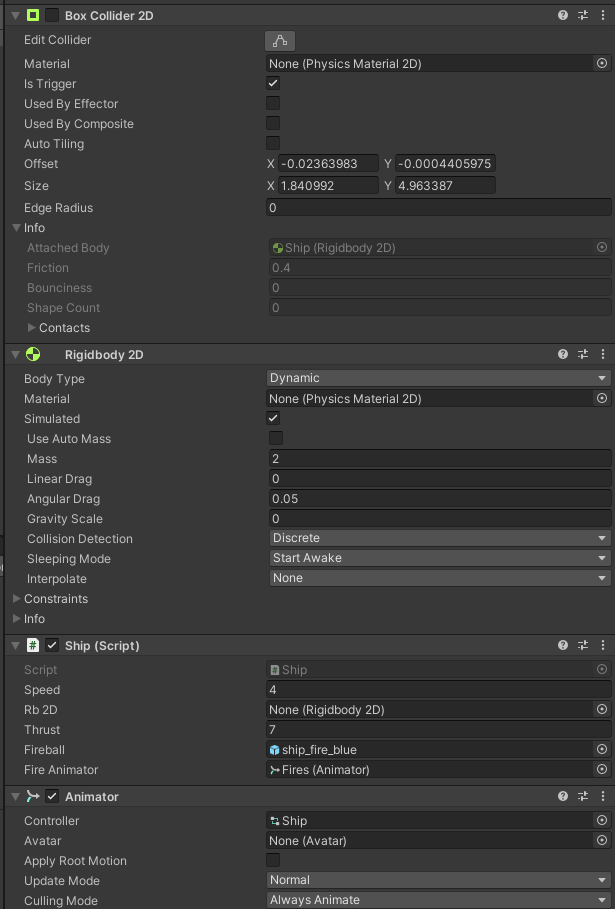 Box Collider 2D
Edit Collider
Material None (Physics Material 2D)
Is Trigger
Used By Effector
Used By Composite
Auto Tiling
Offset X -0.02363983 Y -0.0004405975
Size X 1.840992 Y 4.963387
Edge Radius 0
Info
Attached Body Ship (Rigidbody 2D)
Friction 0.4
Bounciness 0
Shape Count 0
Contacts
Rigidbody 2D
Body Type Dynamic
Material None (Physics Material 2D)
Simulated
Use Auto Mass
Mass 2
Linear Drag 0
Angular Drag 0.05
Gravity Scale 0
Collision Detection Discrete
Sleeping Mode Start Awake
Interpolate None
Constraints
Info
# Ship (Script)
Script # Ship
Speed 4
Rb 2D None (Rigidbody 2D)
Thrust 7
Fireball ship_fire_blue
Fire Animator Fires (Animator)
Animator
Controller Ship
Avatar None (Avatar)
Apply Root Motion
Update Mode Normal
Culling Mode Always Animate